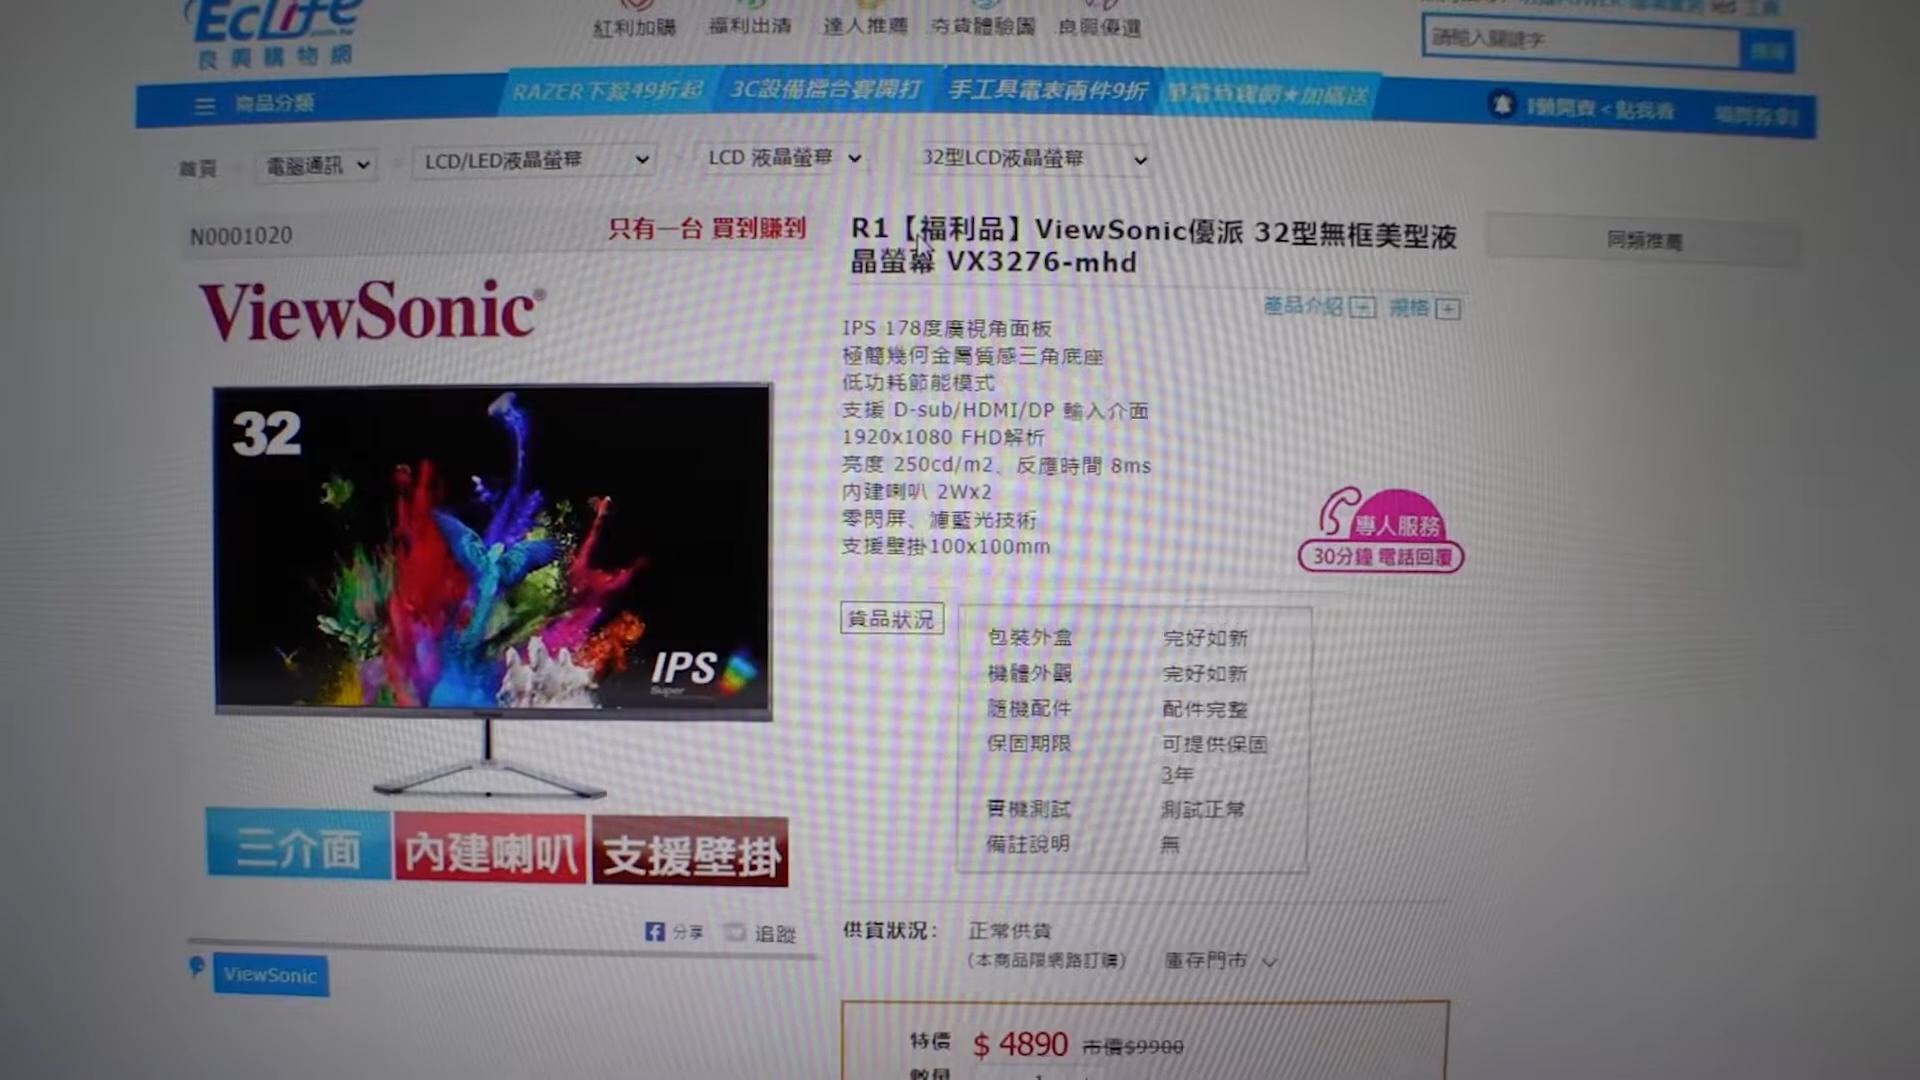 EcLife
良興購物網
紅利加購 福利出清 達人推薦 夯貨體驗園 良興優選
請輸入關鍵字
商品分類
RAZER下殺49折起
3C設備擂台賽開打
手工具電表兩件9折
首頁 電腦通訊 LCD/LED液晶螢幕 LCD 液晶螢幕 32型LCD液晶螢幕
N0001020
只有一台 買到賺到
ViewSonic
32
IPS
Super
三介面 內建喇叭 支援壁掛
分享 追蹤
ViewSonic
R1【福利品】ViewSonic優派 32型無框美型液
晶螢幕 VX3276-mhd
產品介紹 + 規格 +
IPS 178度廣視角面板
極簡幾何金屬質感三角底座
低功耗節能模式
支援 D-sub/HDMI/DP 輸入介面
1920x1080 FHD解析
亮度 250cd/m2、反應時間 8ms
內建喇叭 2Wx2
零閃屏、濾藍光技術
支援壁掛100x100mm
專人服務
30分鐘 電話回覆
貨品狀況
包裝外盒 完好如新
機體外觀 完好如新
隨機配件 配件完整
保固期限 可提供保固
3年
實機測試 測試正常
備註說明 無
供貨狀況： 正常供貨
(本商品限網路訂購) 庫存門市
特價 $ 4890 市價$9900
數量
同類推薦